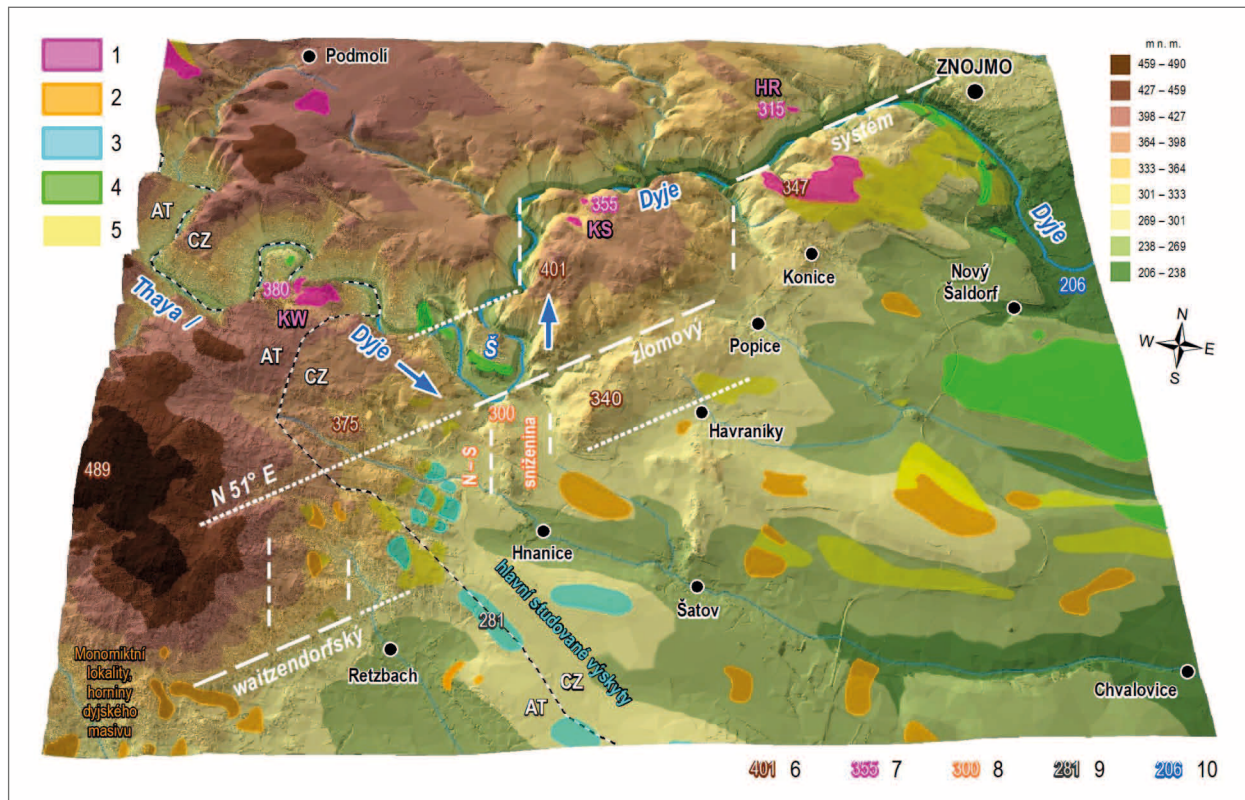 1
2
3
4
5
Podmolí
HR
315
ZNOJMO
systém
347
m n. m.
459 – 490
427 – 459
398 – 427
364 – 398
333 – 364
301 – 333
269 – 301
238 – 269
206 – 238
AT
CZ
355
KS
Dyje
Dyje
Konice
Nový
Šaldorf
206
N
W
E
S
Thaya /
380
KW
401
Dyje
Š
AT
CZ
zlomový
Popice
340
Havraníky
375
300
N – S
sníženina
489
N 51° E
Hnanice
hlavní studované výskyty
Šatov
281
waitzendorfský
Retzbach
CZ
AT
Chvalovice
Monomiktní
lokality,
horniny
dyjského
masivu
401 6
355 7
300 8
281 9
206 10